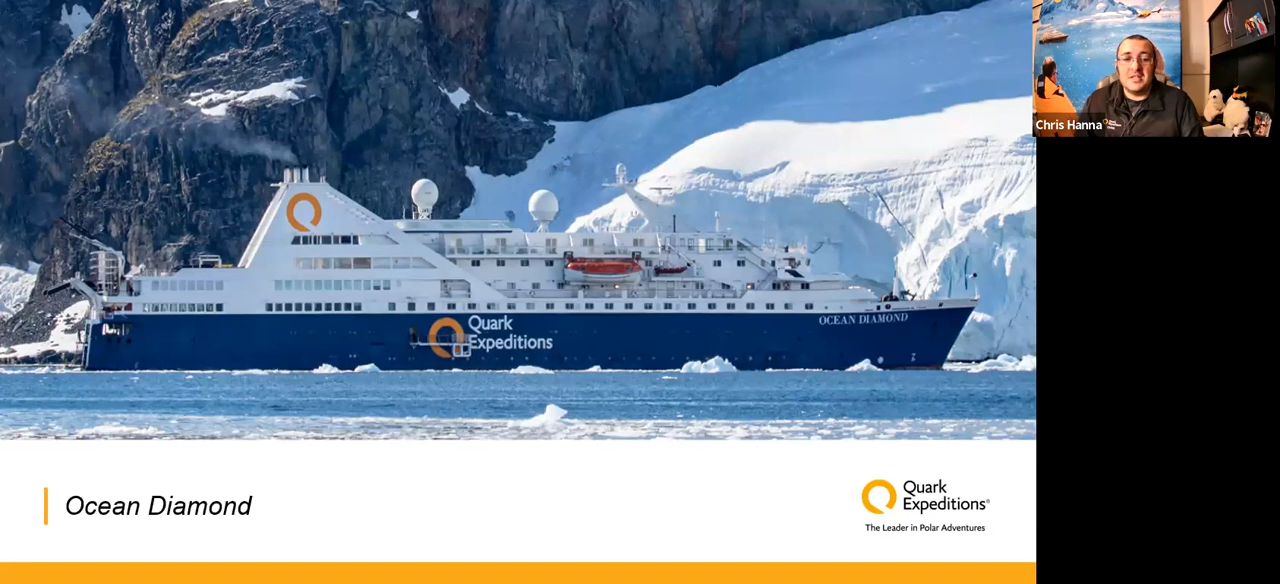 Chris Hanna
OCEAN DIAMOND
Quark
Expeditions
Ocean Diamond
Quark
Expeditions®
The Leader in Polar Adventures